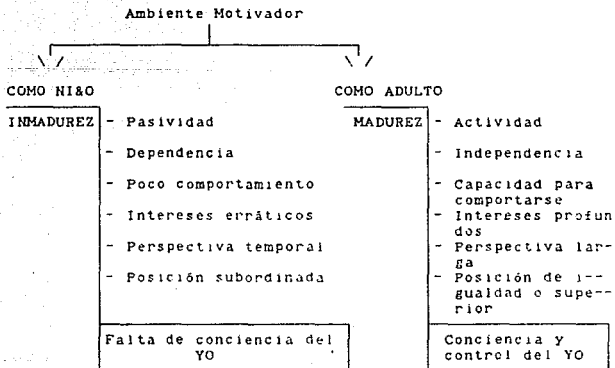 Ambiente Motivador
COMO NI&O
COMO ADULTO
INMADUREZ
- Pasividad
- Dependencia
- Poco comportamiento
- Intereses erráticos
- Perspectiva temporal
- Posición subordinada
Falta de conciencia del
YO
MADUREZ
- Actividad
- Independencia
- Capacidad para
comportarse
- Intereses profun
dos
- Perspectiva lar-
ga
- Posición de i--
gualdad o supe--
rior
Conciencia y
control del YO